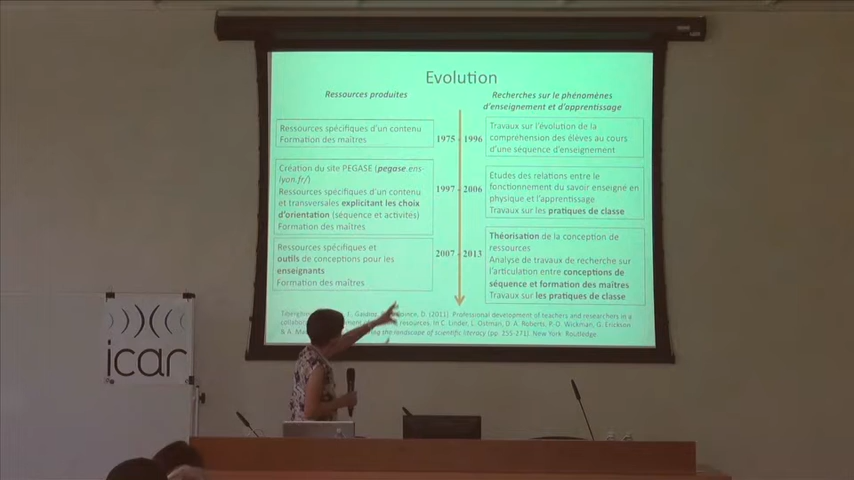 Evolution
Ressources produites
Recherches sur le phénomènes
d'enseignement et d'apprentissage
Ressources spécifiques d'un contenu
Formation des maîtres
1975 - 1996
Travaux sur l'évolution de la
compréhension des élèves au cours
d'une séquence d'enseignement
Création du site PEGASE (pegase.ens-
lyon.fr/)
Ressources spécifiques d'un contenu
et transversales explicitant les choix
d'orientation (séquence et activités)
Formation des maîtres
1997 - 2006
Etudes des relations entre le
fonctionnement du savoir enseigné en
physique et l'apprentissage
Travaux sur les pratiques de classe
Ressources spécifiques et
outils de conceptions pour les
enseignants
Formation des maîtres
2007 - 2013
Théorisation de la conception de
ressources
Analyse de travaux de recherche sur
l'articulation entre conceptions de
séquence et formation des maîtres
Travaux sur les pratiques de classe
D. (2011). Professional development of teachers and researchers in a
resources. In C. Linder, L. Östman, D. A. Roberts, P. O. Wickman, G. Erickson
& A. the landscape of scientific literacy (pp. 255-271). New York: Routledge.
icar